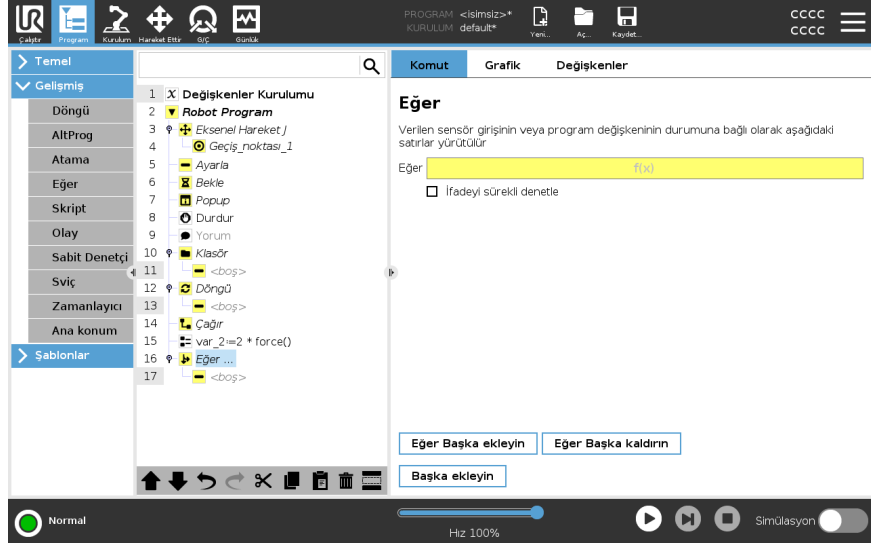 PROGRAM <isimsiz>*
KURULUM default*
CCCC
CCCC
Çalıştır
Program
Kurulum
Hareket Ettir
G/Ç
Günlük
Yeni...
Aç...
Kaydet...
Temel
Gelişmiş
Döngü
AltProg
Atama
Eğer
Skript
Olay
Sabit Denetçi
Sviç
Zamanlayıcı
Ana konum
Şablonlar
1 X Değişkenler Kurulumu
2 Robot Program
3 Eksenel Hareket J
4 Geçiş_noktası_1
5 Ayarla
6 Bekle
7 Popup
8 Durdur
9 Yorum
10 Klasör
11 <boş>
12 Döngü
13 <boş>
14 Çağır
15 var_2:=2 * force()
16 Eğer ...
17 <boş>
Komut
Grafik
Değişkenler
Eğer
Verilen sensör girişinin veya program değişkeninin durumuna bağlı olarak aşağıdaki
satırlar yürütülür
Eğer f(x)
İfadeyi sürekli denetle
Eğer Başka ekleyin
Eğer Başka kaldırın
Başka ekleyin
Normal
Hız 100%
Simülasyon